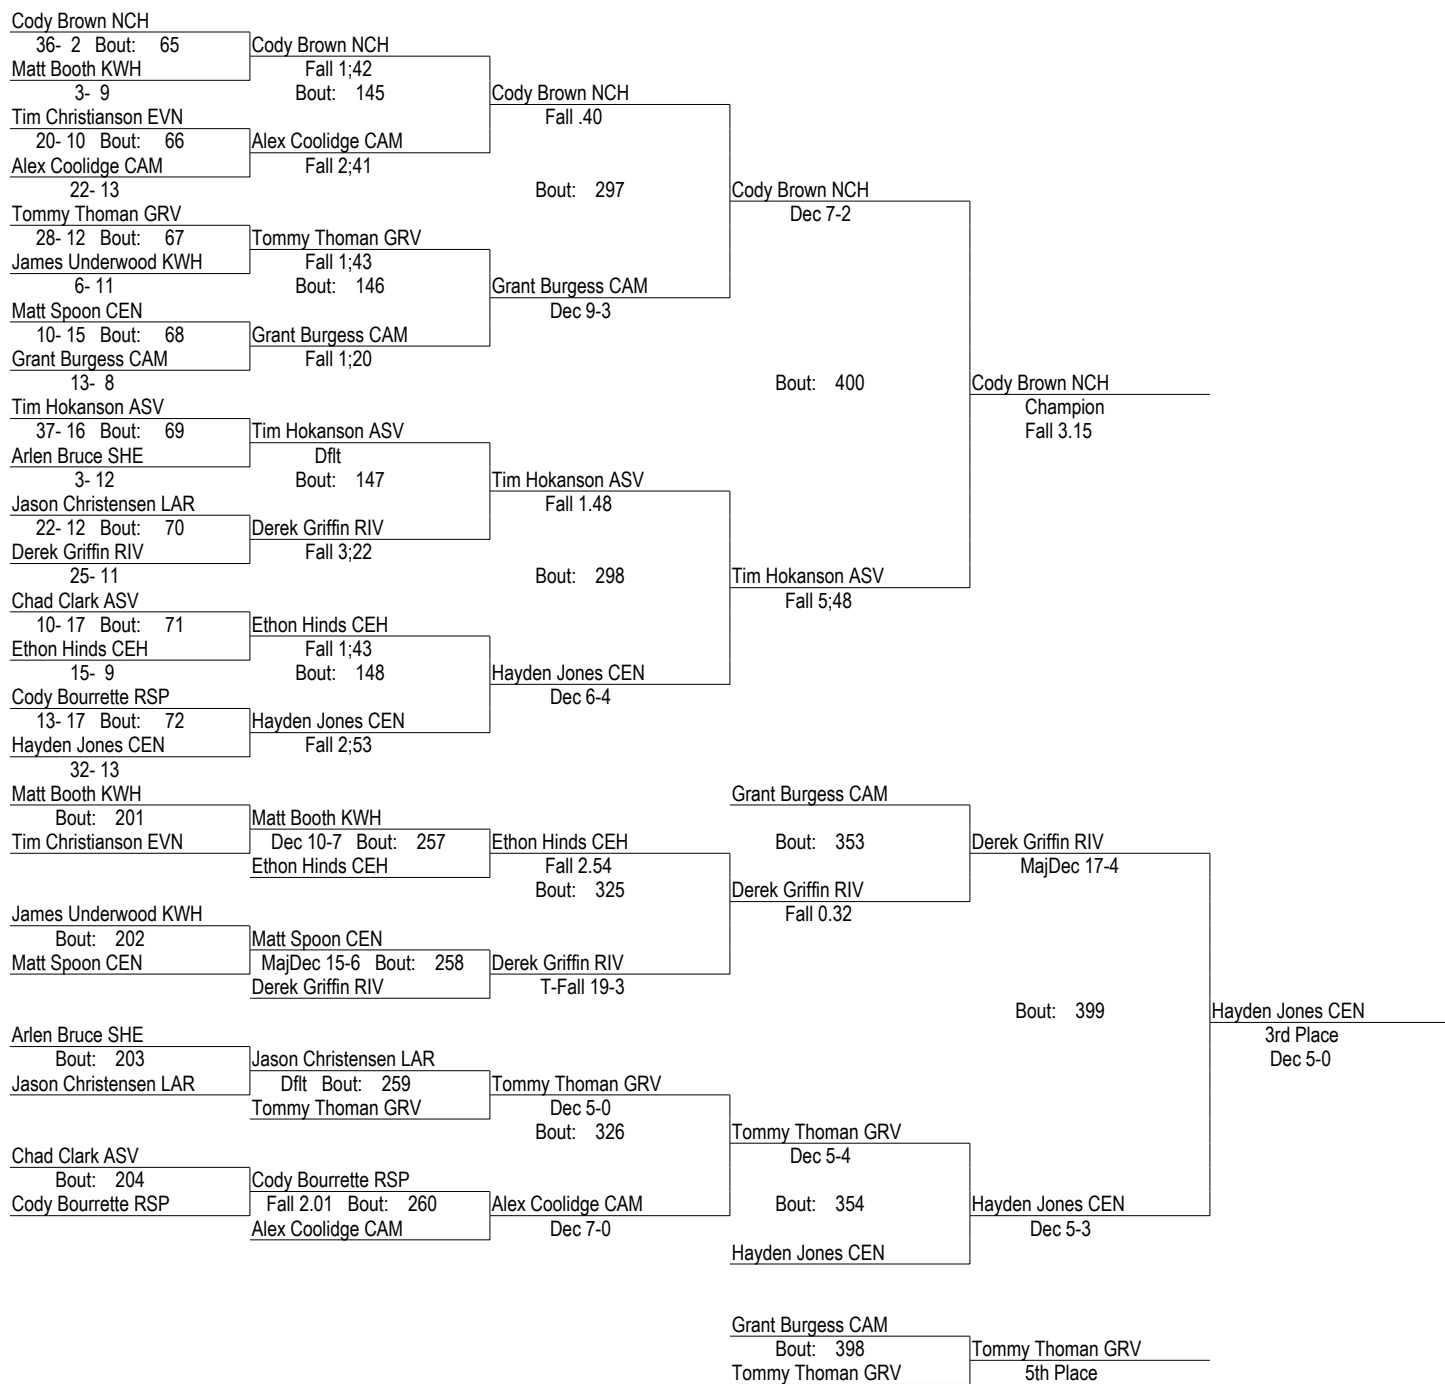 Cody Brown NCH
36- 2 Bout: 65 Cody Brown NCH
Matt Booth KWH Fall 1;42
3- 9 Bout: 145 Cody Brown NCH
Tim Christianson EVN Fall .40
20- 10 Bout: 66 Alex Coolidge CAM
Alex Coolidge CAM Fall 2;41
22- 13 Bout: 297 Cody Brown NCH
Tommy Thoman GRV Dec 7-2
28- 12 Bout: 67 Tommy Thoman GRV
James Underwood KWH Fall 1;43
6- 11 Bout: 146 Grant Burgess CAM
Matt Spoon CEN Dec 9-3
10- 15 Bout: 68 Grant Burgess CAM
Grant Burgess CAM Fall 1;20
13- 8 Bout: 400 Cody Brown NCH
Tim Hokanson ASV Champion
37- 16 Bout: 69 Tim Hokanson ASV Fall 3.15
Arlen Bruce SHE Dflt
3- 12 Bout: 147 Tim Hokanson ASV
Jason Christensen LAR Fall 1.48
22- 12 Bout: 70 Derek Griffin RIV
Derek Griffin RIV Fall 3;22
25- 11 Bout: 298 Tim Hokanson ASV
Chad Clark ASV Fall 5;48
10- 17 Bout: 71 Ethon Hinds CEH
Ethon Hinds CEH Fall 1;43
15- 9 Bout: 148 Hayden Jones CEN
Cody Bourrette RSP Dec 6-4
13- 17 Bout: 72 Hayden Jones CEN
Hayden Jones CEN Fall 2;53
32- 13
Matt Booth KWH Grant Burgess CAM
Bout: 201 Matt Booth KWH
Tim Christianson EVN Dec 10-7 Bout: 257 Ethon Hinds CEH Bout: 353 Derek Griffin RIV
Ethon Hinds CEH Fall 2.54 MajDec 17-4
Bout: 325 Derek Griffin RIV
James Underwood KWH Fall 0.32
Bout: 202 Matt Spoon CEN
Matt Spoon CEN MajDec 15-6 Bout: 258 Derek Griffin RIV
Derek Griffin RIV T-Fall 19-3
Bout: 399 Hayden Jones CEN
Arlen Bruce SHE 3rd Place
Bout: 203 Jason Christensen LAR Dec 5-0
Jason Christensen LAR Dflt Bout: 259 Tommy Thoman GRV
Tommy Thoman GRV Dec 5-0
Bout: 326 Tommy Thoman GRV
Chad Clark ASV Dec 5-4
Bout: 204 Cody Bourrette RSP
Cody Bourrette RSP Fall 2.01 Bout: 260 Alex Coolidge CAM Bout: 354 Hayden Jones CEN
Alex Coolidge CAM Dec 7-0 Dec 5-3
Hayden Jones CEN
Grant Burgess CAM
Bout: 398 Tommy Thoman GRV
Tommy Thoman GRV 5th Place